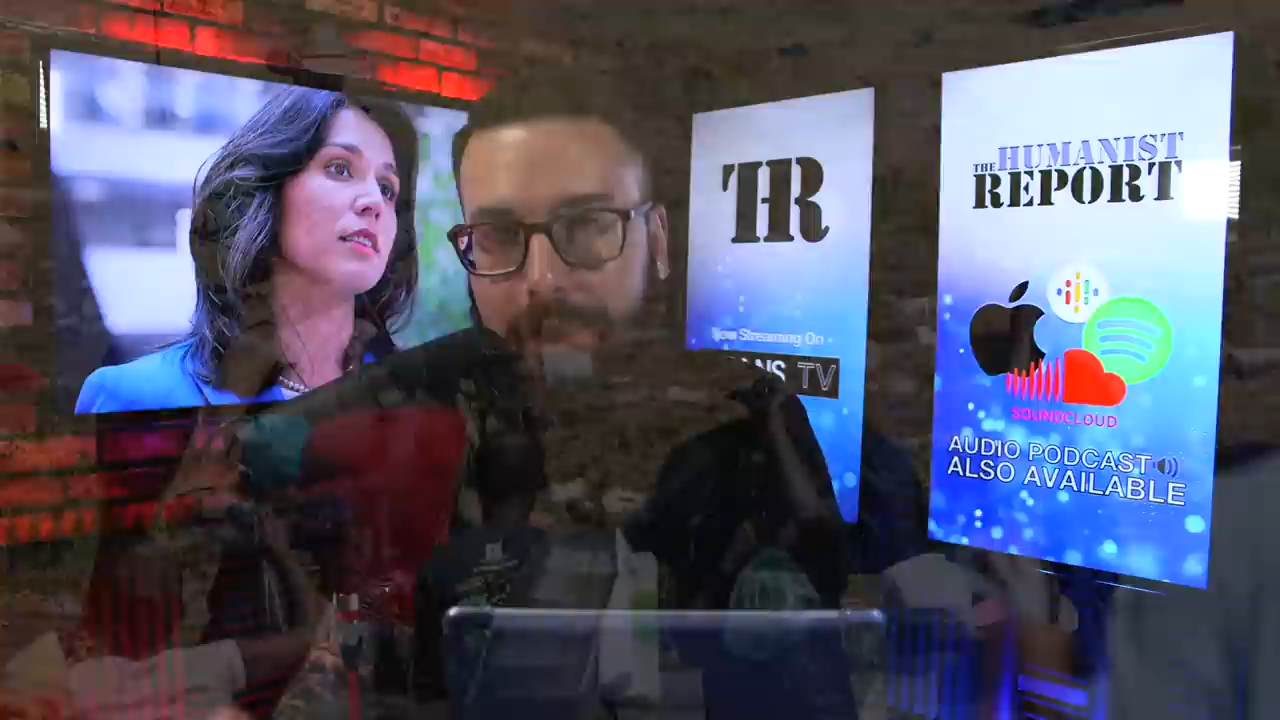 THR
Now Streaming On
TV
THE HUMANIST
REPORT
SOUNDCLOUD
AUDIO PODCAST
ALSO AVAILABLE